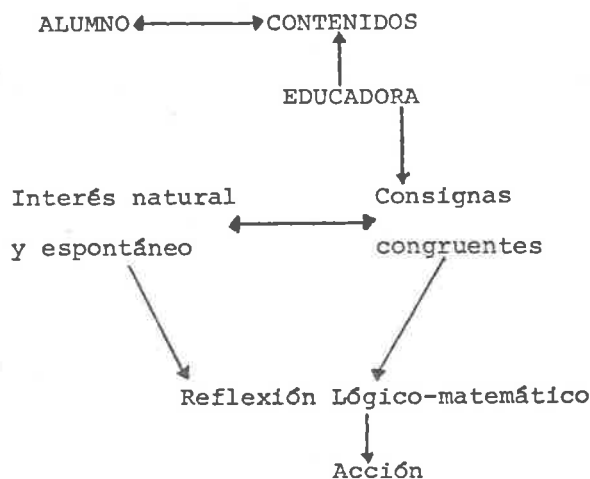 ALUMNO CONTENIDOS
EDUCADORA
Interés natural Consignas
y espontáneo congruentes
Reflexión Lógico-matemático
Acción